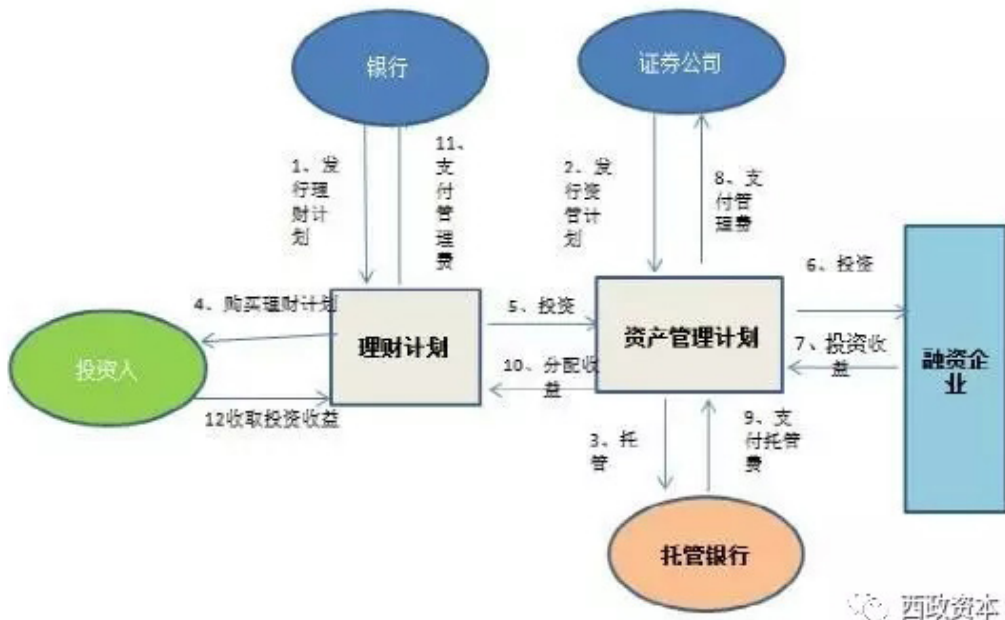 银行
证券公司
1、发
行理
财计
划
11、
支
付
管
理
费
2、发
行资
管计
划
8、支
付管
理费
6、投资
4、购买理财计划
理财计划
5、投资
资产管理计划
7、投资收
益
融资企
业
投资人
10、分配收
益
12收取投资收益
3、托
管
9、支
付托管
费
托管银行
西政资本